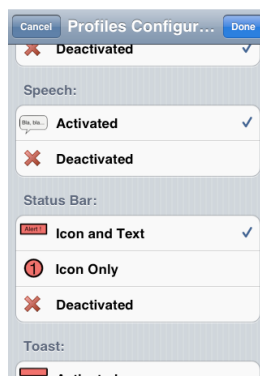 Cancel Profiles Configur... Done
Deactivated
Speech:
Bla, bla... Activated
Deactivated
Status Bar:
Alert ! Icon and Text
1 Icon Only
Deactivated
Toast: